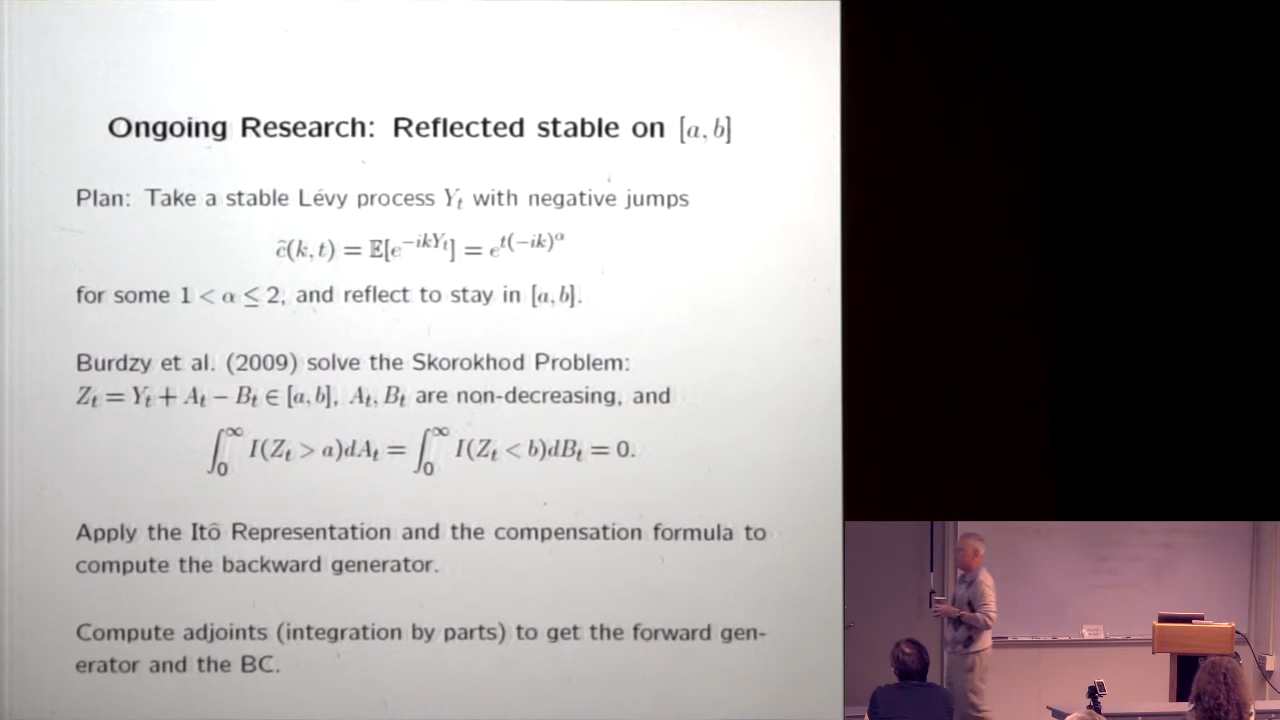 Ongoing Research: Reflected stable on [a, b]
Plan: Take a stable Lévy process Y_t with negative jumps
ĉ(k, t) = 𝔼[e^{−ikY_t}] = e^{t(−ik)^α}
for some 1 < α ≤ 2, and reflect to stay in [a, b].
Burdzy et al. (2009) solve the Skorokhod Problem:
Z_t = Y_t + A_t − B_t ∈ [a, b], A_t, B_t are non-decreasing, and
∫_0^∞ I(Z_t > a)dA_t = ∫_0^∞ I(Z_t < b)dB_t = 0.
Apply the Itô Representation and the compensation formula to
compute the backward generator.
Compute adjoints (integration by parts) to get the forward gen-
erator and the BC.